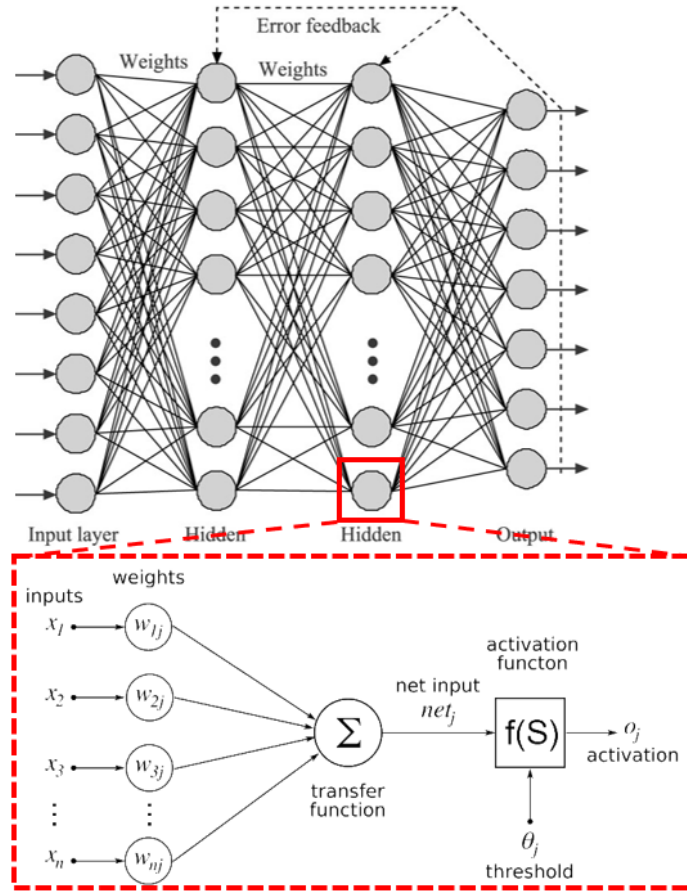 Error feedback
Weights
Weights
Input layer
Hidden
Hidden
Output
weights
inputs
x1
w1j
x2
w2j
x3
w3j
⋮
⋮
xn
wnj
Σ
transfer
function
net input
netj
activation
functon
f(S)
oj
activation
θj
threshold